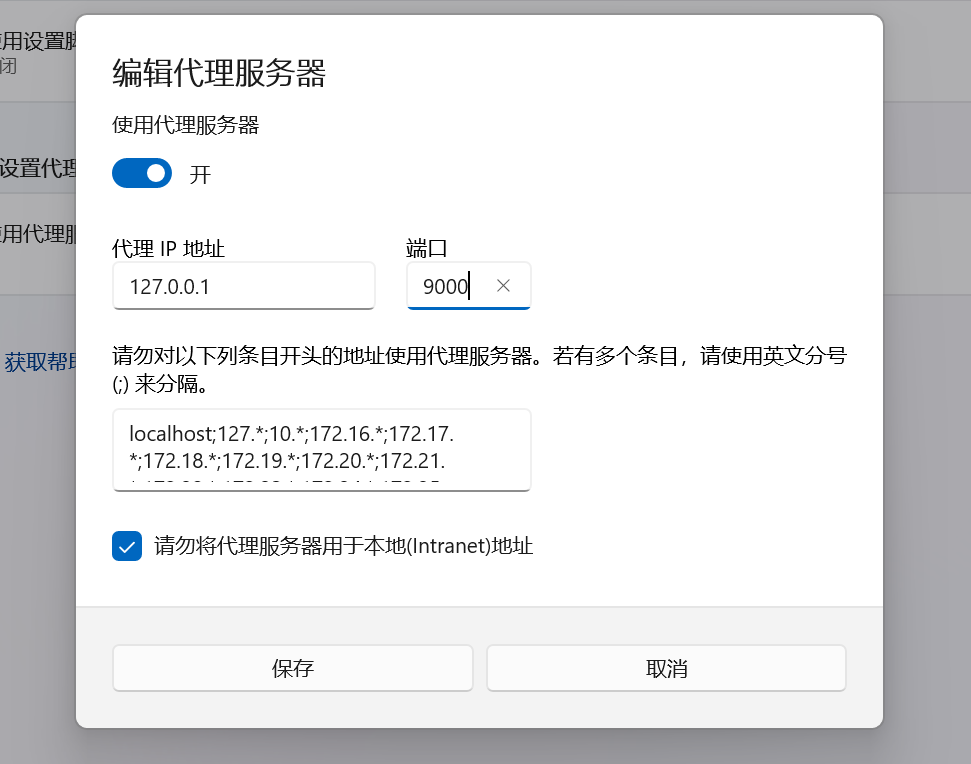 用设置
闭
编辑代理服务器
使用代理服务器
开
设置代理
用代理
代理 IP 地址
端口
127.0.0.1
9000
获取帮
请勿对以下列条目开头的地址使用代理服务器。若有多个条目，请使用英文分号
(;) 来分隔。
localhost;127.*;10.*;172.16.*;172.17.
*;172.18.*;172.19.*;172.20.*;172.21.
请勿将代理服务器用于本地(Intranet)地址
保存
取消